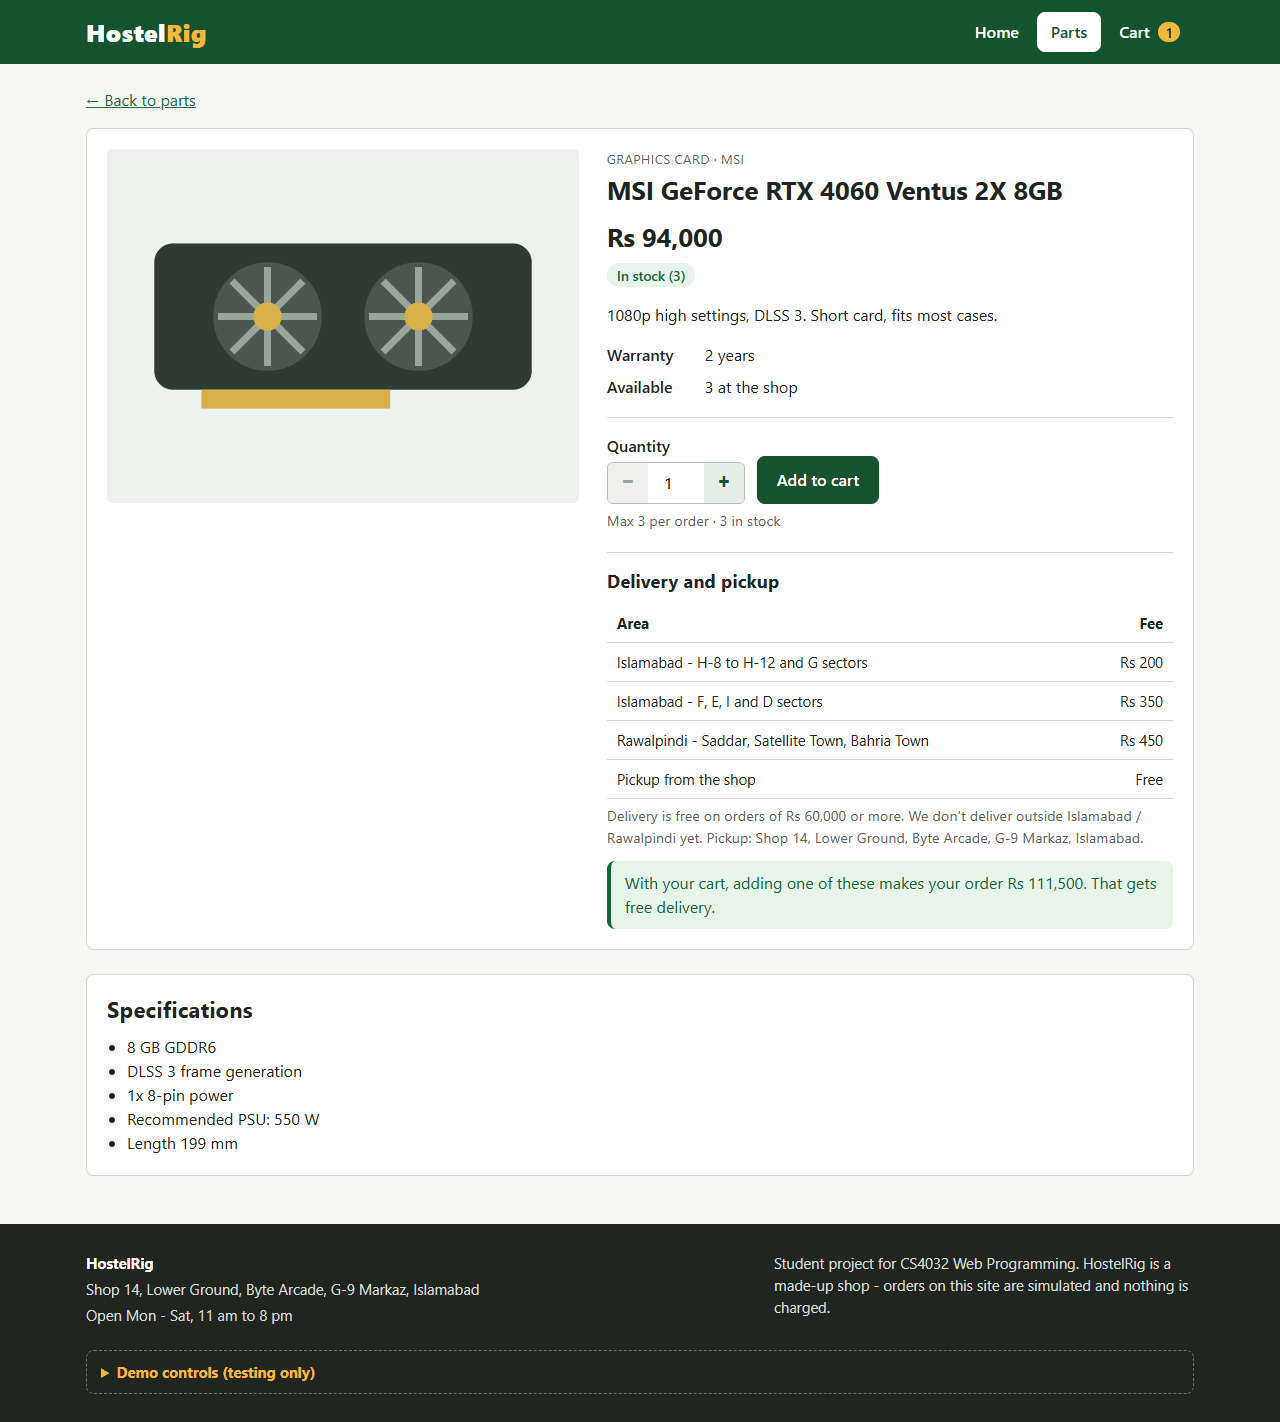 HostelRig
Home
Parts
Cart 1
← Back to parts
GRAPHICS CARD · MSI
MSI GeForce RTX 4060 Ventus 2X 8GB
Rs 94,000
In stock (3)
1080p high settings, DLSS 3. Short card, fits most cases.
Warranty 2 years
Available 3 at the shop
Quantity
− 1 + Add to cart
Max 3 per order · 3 in stock
Delivery and pickup
Area Fee
Islamabad - H-8 to H-12 and G sectors Rs 200
Islamabad - F, E, I and D sectors Rs 350
Rawalpindi - Saddar, Satellite Town, Bahria Town Rs 450
Pickup from the shop Free
Delivery is free on orders of Rs 60,000 or more. We don't deliver outside Islamabad /
Rawalpindi yet. Pickup: Shop 14, Lower Ground, Byte Arcade, G-9 Markaz, Islamabad.
With your cart, adding one of these makes your order Rs 111,500. That gets
free delivery.
Specifications
• 8 GB GDDR6
• DLSS 3 frame generation
• 1x 8-pin power
• Recommended PSU: 550 W
• Length 199 mm
HostelRig
Shop 14, Lower Ground, Byte Arcade, G-9 Markaz, Islamabad
Open Mon - Sat, 11 am to 8 pm
Student project for CS4032 Web Programming. HostelRig is a
made-up shop - orders on this site are simulated and nothing is
charged.
▶ Demo controls (testing only)